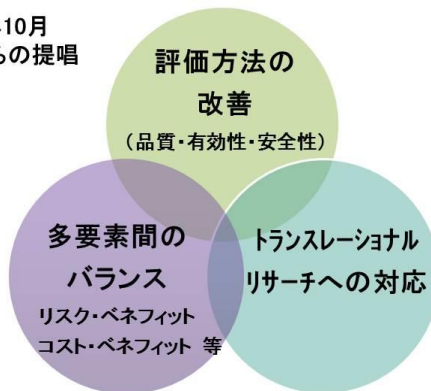 10月
の提唱
評価方法の
改善
（品質・有効性・安全性）
多要素間の
バランス
リスク・ベネフィット
コスト・ベネフィット 等
トランスレーショナル
リサーチへの対応